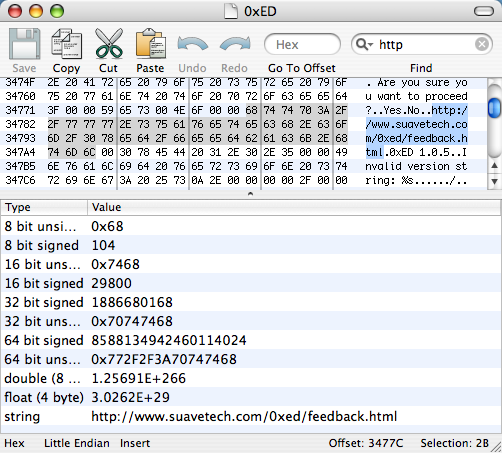 0xED
Save Copy Cut Paste Undo Redo Hex Go To Offset http Find
3474F 2E 20 41 72 65 20 79 6F 75 20 73 75 72 65 20 79 6F . Are you sure yo
34760 75 20 77 61 6E 74 20 74 6F 20 70 72 6F 63 65 65 64 u want to proceed
34771 3F 00 00 59 65 73 00 4E 6F 00 00 68 74 74 70 3A 2F ?..Yes.No..http:/
34782 2F 77 77 77 2E 73 75 61 76 65 74 65 63 68 2E 63 6F /www.suavetech.co
34793 6D 2F 30 78 65 64 2F 66 65 65 64 62 61 63 6B 2E 68 m/0xed/feedback.h
347A4 74 6D 6C 00 30 78 45 44 20 31 2E 30 2E 35 00 00 49 tml.0xED 1.0.5..I
347B5 6E 76 61 6C 69 64 20 76 65 72 73 69 6F 6E 20 73 74 nvalid version st
347C6 72 69 6E 67 3A 20 25 73 0A 2E 00 00 00 00 2F 00 00 ring: %s....../..
Type Value
8 bit unsi... 0x68
8 bit signed 104
16 bit uns... 0x7468
16 bit signed 29800
32 bit signed 1886680168
32 bit uns... 0x70747468
64 bit signed 8588134942460114024
64 bit uns... 0x772F2F3A70747468
double (8 ... 1.25691E+266
float (4 byte) 3.0262E+29
string http://www.suavetech.com/0xed/feedback.html
Hex Little Endian Insert Offset: 3477C Selection: 2B